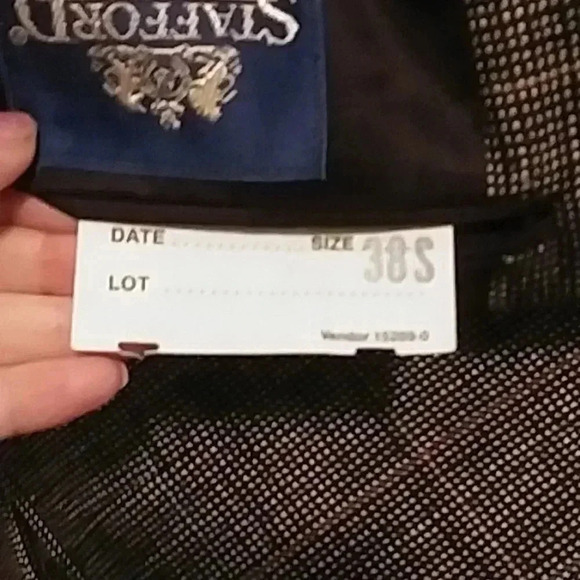 STAFFORD®
DATE SIZE 38S
LOT
Vendor 15289-0